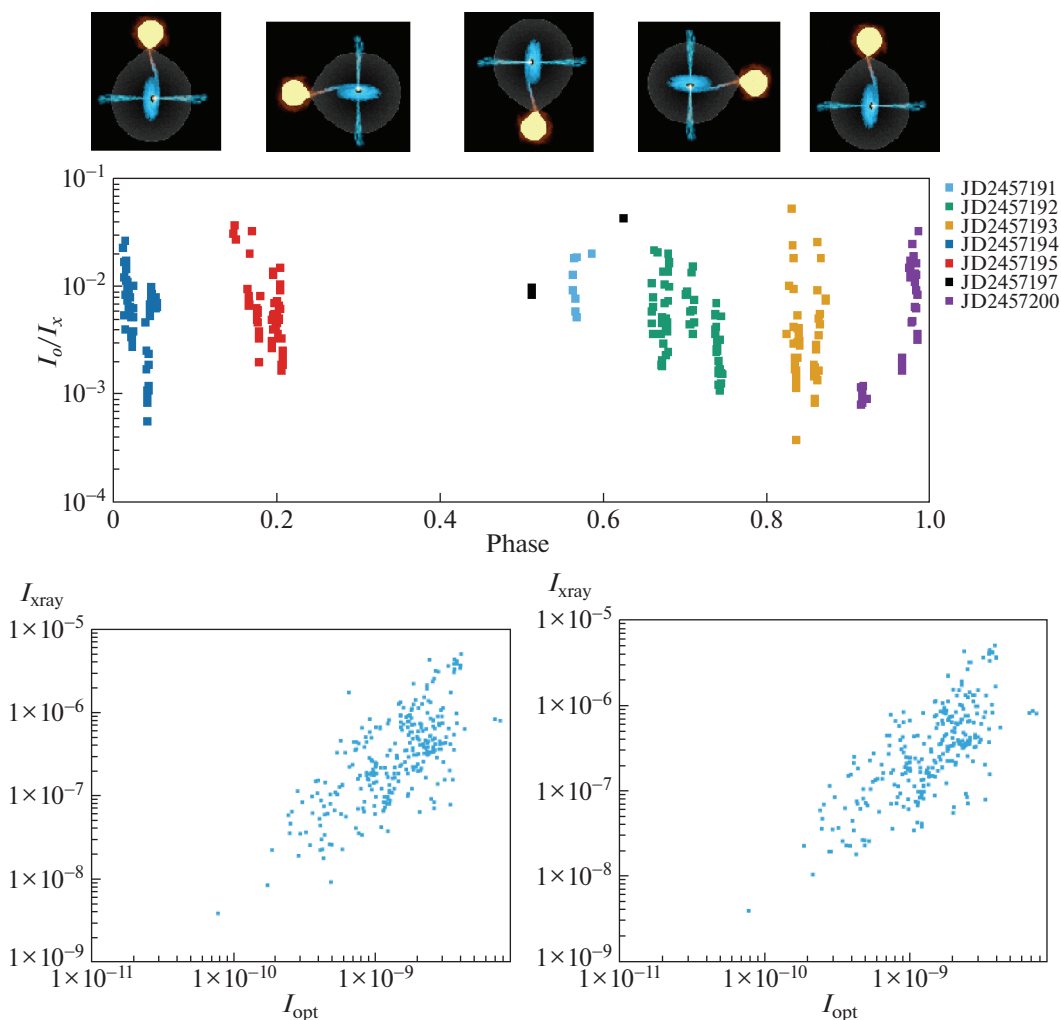 10⁻¹
10⁻²
10⁻³
10⁻⁴
I_o/I_x
0 0.2 0.4 0.6 0.8 1.0
Phase
JD2457191
JD2457192
JD2457193
JD2457194
JD2457195
JD2457197
JD2457200
I_xray
1×10⁻⁵
1×10⁻⁶
1×10⁻⁷
1×10⁻⁸
1×10⁻⁹
1×10⁻¹¹ 1×10⁻¹⁰ 1×10⁻⁹
I_opt
I_xray
1×10⁻⁵
1×10⁻⁶
1×10⁻⁷
1×10⁻⁸
1×10⁻⁹
1×10⁻¹¹ 1×10⁻¹⁰ 1×10⁻⁹
I_opt